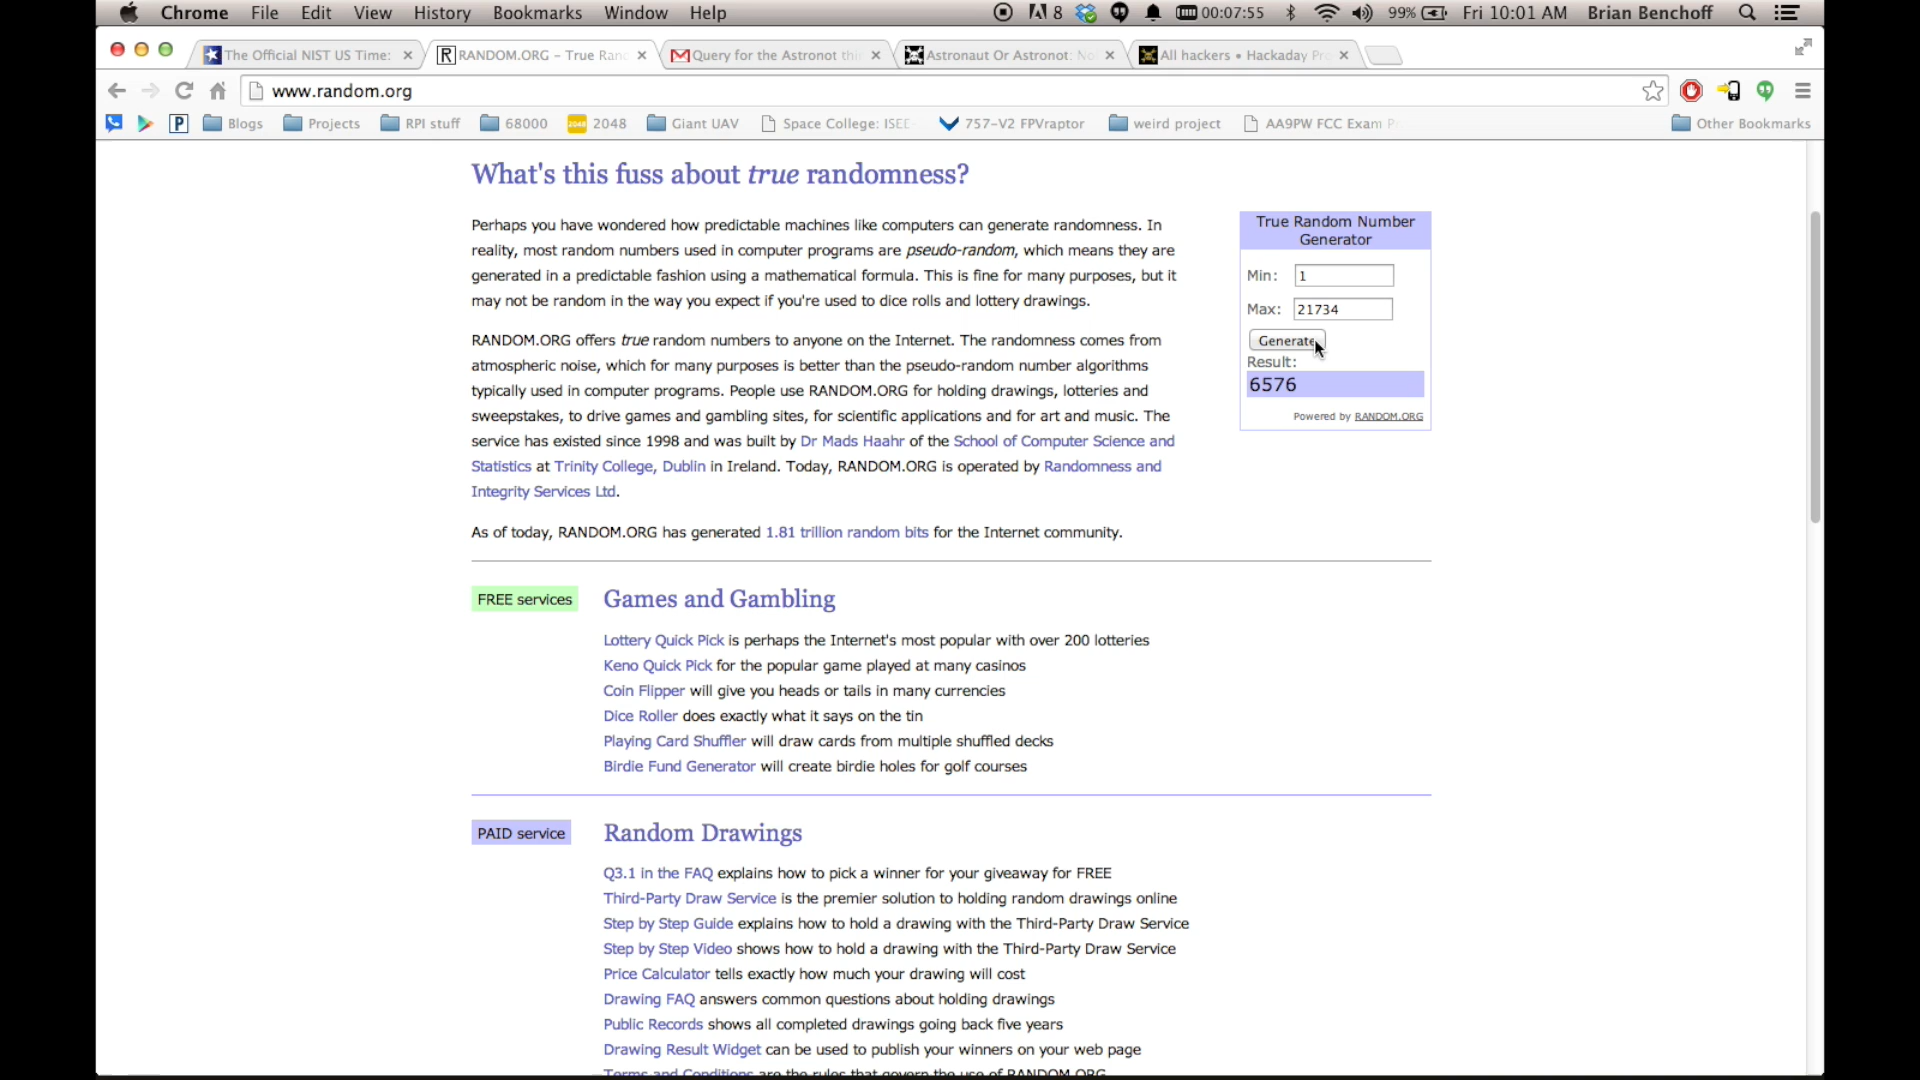 Chrome File Edit View History Bookmarks Window Help 8 00:07:55 99% Fri 10:01 AM Brian Benchoff
The Official NIST US Time: RANDOM.ORG – True Ran Query for the Astronot th Astronaut Or Astronot: No All hackers • Hackaday Pr
www.random.org
P Blogs Projects RPI stuff 68000 2048 Giant UAV Space College: ISEE- 757-V2 FPVraptor weird project AA9PW FCC Exam P Other Bookmarks
What's this fuss about true randomness?
Perhaps you have wondered how predictable machines like computers can generate randomness. In
reality, most random numbers used in computer programs are pseudo-random, which means they are
generated in a predictable fashion using a mathematical formula. This is fine for many purposes, but it
may not be random in the way you expect if you're used to dice rolls and lottery drawings.
RANDOM.ORG offers true random numbers to anyone on the Internet. The randomness comes from
atmospheric noise, which for many purposes is better than the pseudo-random number algorithms
typically used in computer programs. People use RANDOM.ORG for holding drawings, lotteries and
sweepstakes, to drive games and gambling sites, for scientific applications and for art and music. The
service has existed since 1998 and was built by Dr Mads Haahr of the School of Computer Science and
Statistics at Trinity College, Dublin in Ireland. Today, RANDOM.ORG is operated by Randomness and
Integrity Services Ltd.
As of today, RANDOM.ORG has generated 1.81 trillion random bits for the Internet community.
True Random Number
Generator
Min: 1
Max: 21734
Generate
Result:
6576
Powered by RANDOM.ORG
FREE services
Games and Gambling
Lottery Quick Pick is perhaps the Internet's most popular with over 200 lotteries
Keno Quick Pick for the popular game played at many casinos
Coin Flipper will give you heads or tails in many currencies
Dice Roller does exactly what it says on the tin
Playing Card Shuffler will draw cards from multiple shuffled decks
Birdie Fund Generator will create birdie holes for golf courses
PAID service
Random Drawings
Q3.1 in the FAQ explains how to pick a winner for your giveaway for FREE
Third-Party Draw Service is the premier solution to holding random drawings online
Step by Step Guide explains how to hold a drawing with the Third-Party Draw Service
Step by Step Video shows how to hold a drawing with the Third-Party Draw Service
Price Calculator tells exactly how much your drawing will cost
Drawing FAQ answers common questions about holding drawings
Public Records shows all completed drawings going back five years
Drawing Result Widget can be used to publish your winners on your web page
Terms and Conditions are the rules that govern the use of RANDOM.ORG